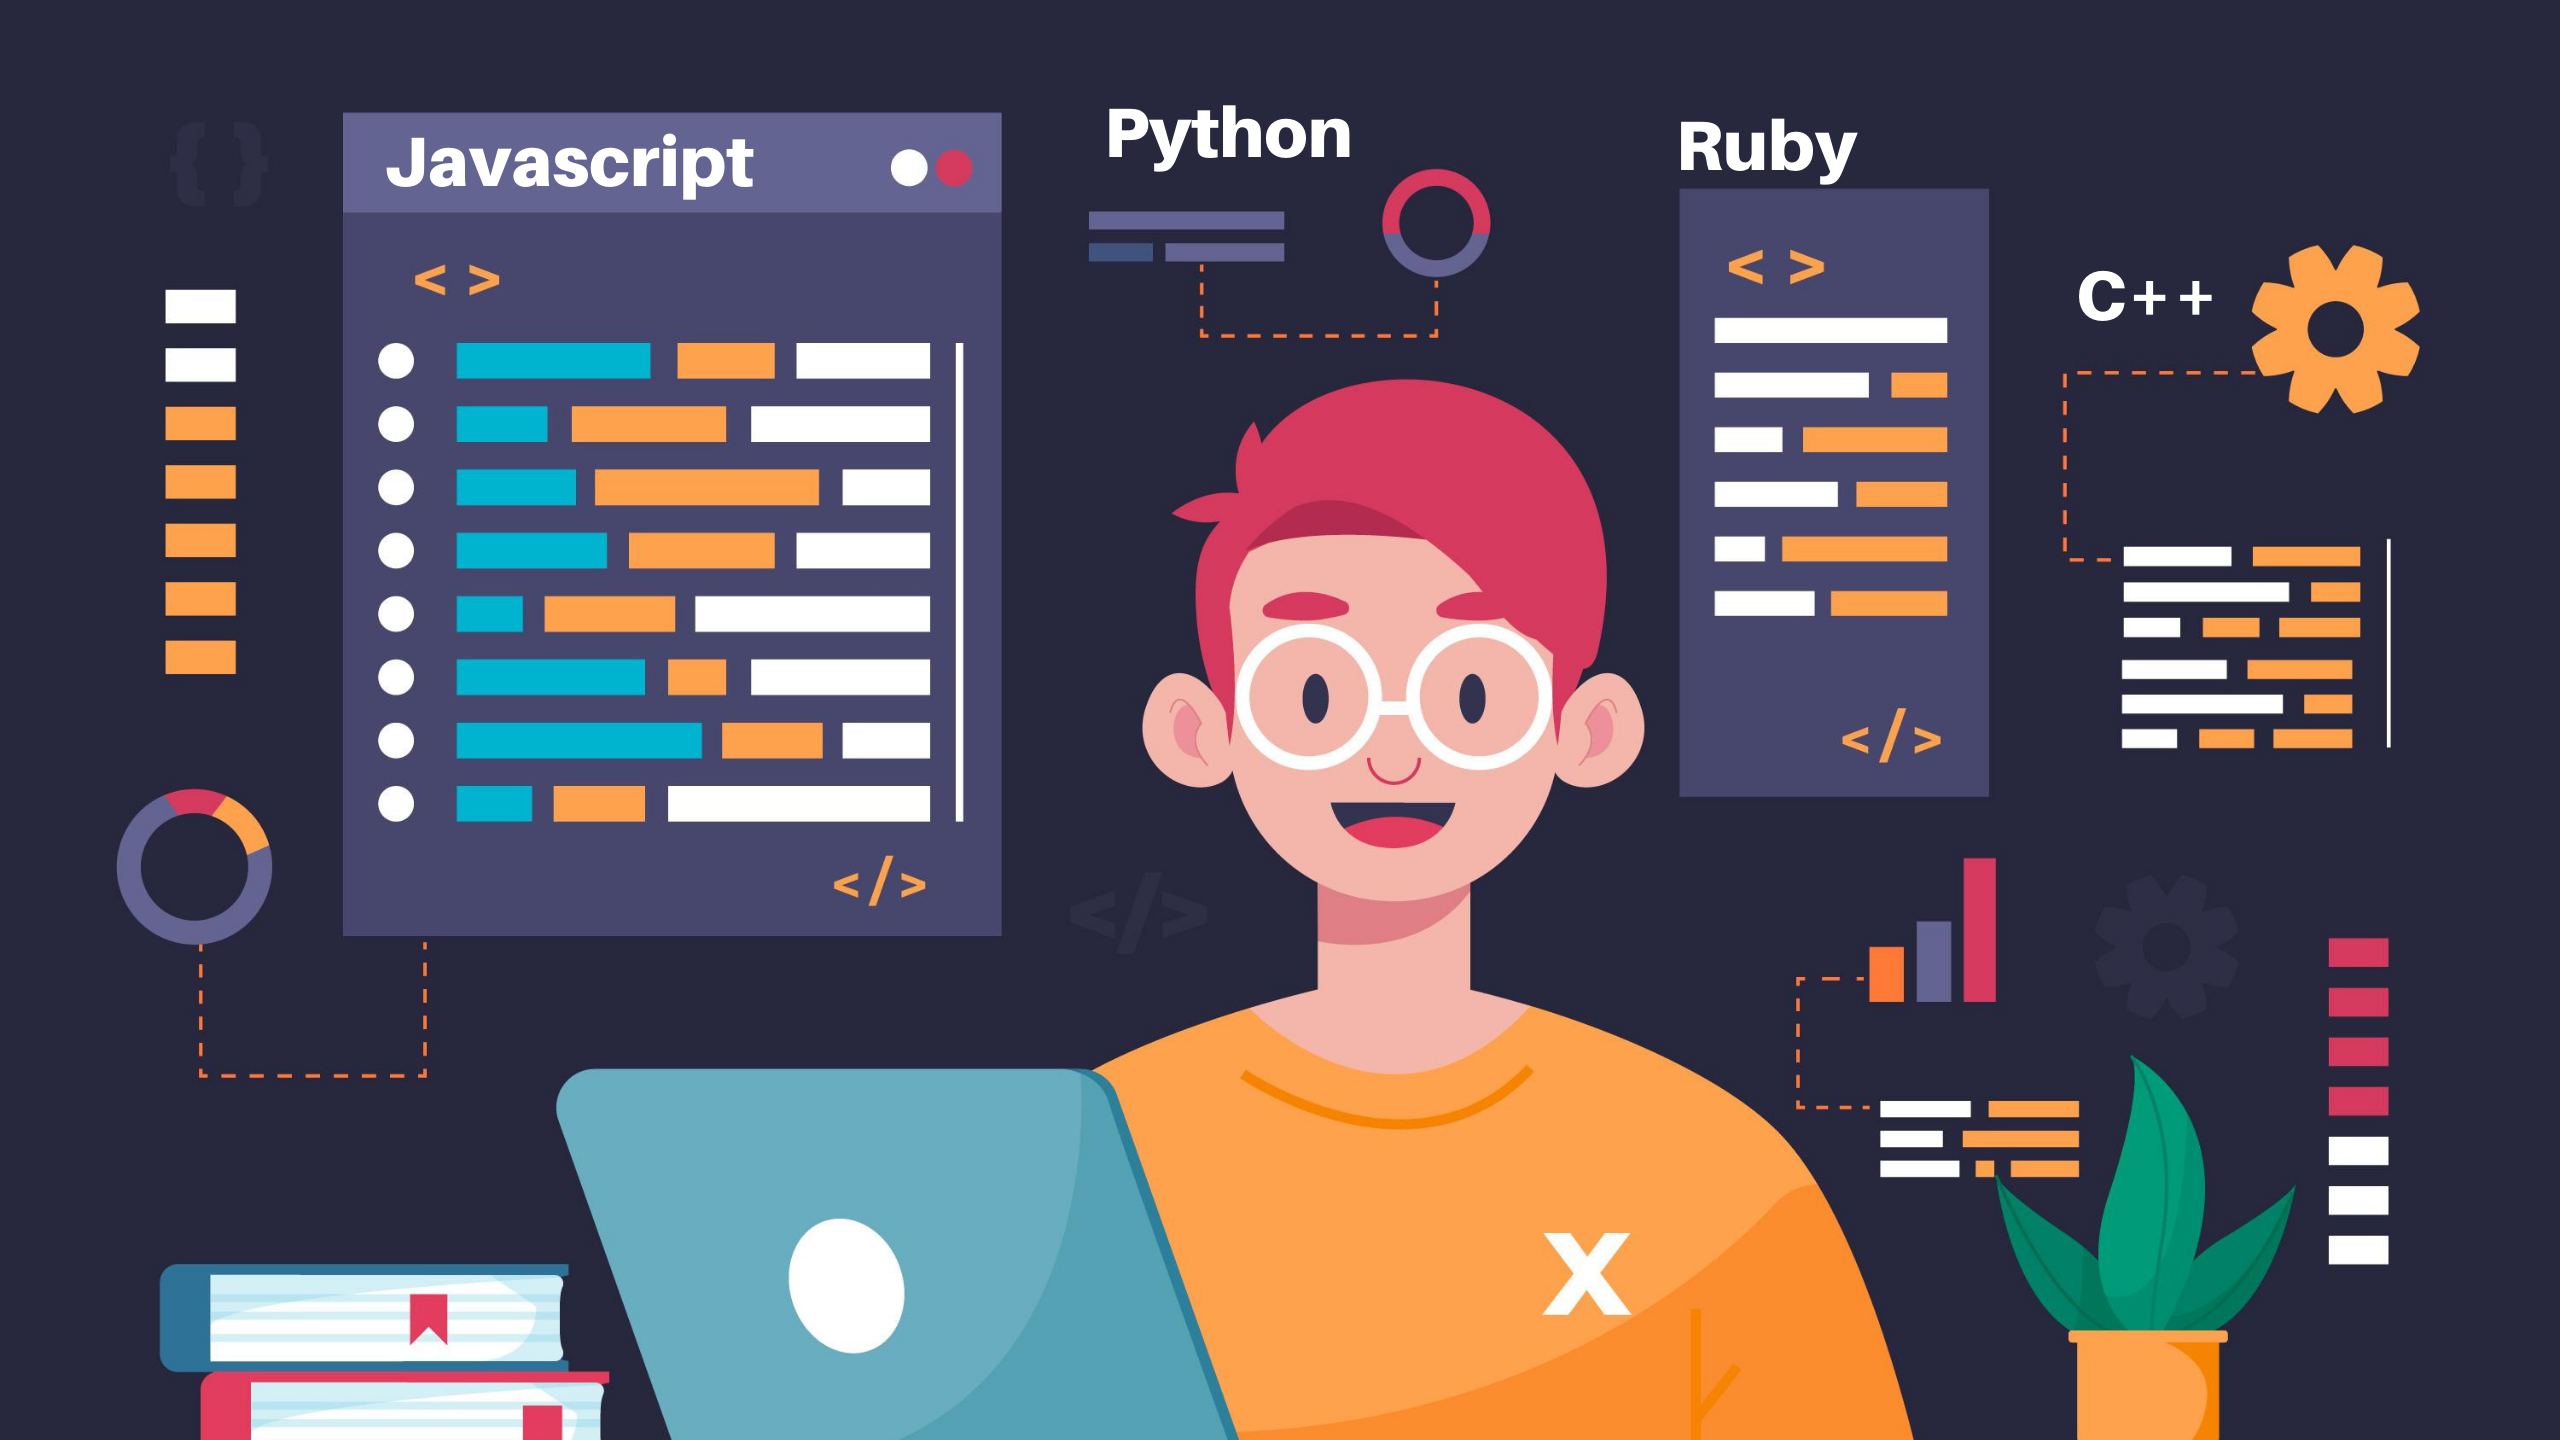 Javascript
Python
Ruby
C++
{ }
< >
< >
</>
</>
</>
X